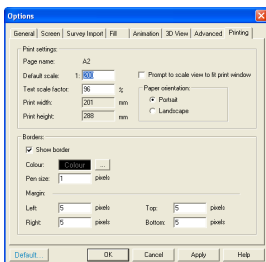 Options
General Screen Survey Import Fill Animation 3D View Advanced Printing
Print settings:
Page name: A2
Default scale: 1: 200 Prompt to scale view to fit print window
Text scale factor: 96 %
Paper orientation:
Print width: 201 mm Portrait
Print height: 288 mm Landscape
Borders:
Show border
Colour: Colour ...
Pen size: 1 pixels
Margin:
Left: 5 pixels Top: 5 pixels
Right: 5 pixels Bottom: 5 pixels
Default... OK Cancel Apply Help